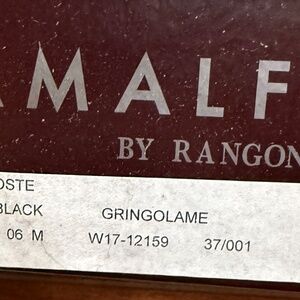 AMALF
BY RANGON
OSTE
BLACK GRINGOLAME
06 M W17-12159 37/001